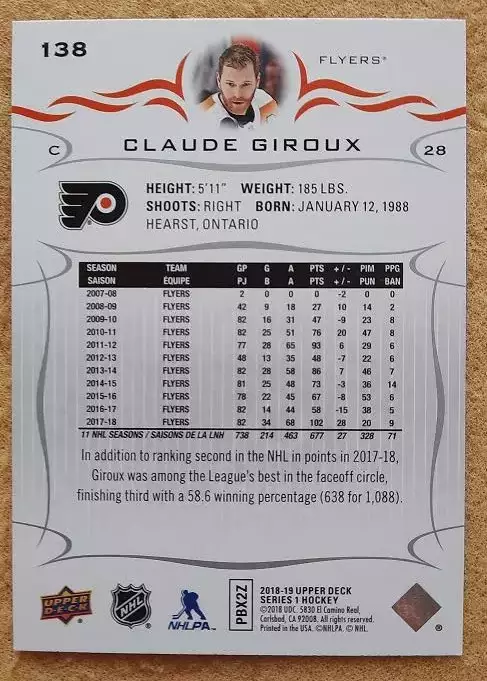 138
FLYERS®
C CLAUDE GIROUX 28
HEIGHT: 5'11" WEIGHT: 185 LBS.
SHOOTS: RIGHT BORN: JANUARY 12, 1988
HEARST, ONTARIO
SEASON TEAM GP G A PTS + / - PIM PPG
SAISON ÉQUIPE PJ B A PTS + / - PUN BAN
2007-08 FLYERS 2 0 0 0 -2 0 0
2008-09 FLYERS 42 9 18 27 10 14 2
2009-10 FLYERS 82 16 31 47 -9 23 8
2010-11 FLYERS 82 25 51 76 20 47 8
2011-12 FLYERS 77 28 65 93 6 29 6
2012-13 FLYERS 48 13 35 48 -7 22 6
2013-14 FLYERS 82 28 58 86 7 46 7
2014-15 FLYERS 81 25 48 73 -3 36 14
2015-16 FLYERS 78 22 45 67 -8 53 6
2016-17 FLYERS 82 14 44 58 -15 38 5
2017-18 FLYERS 82 34 68 102 28 20 9
11 NHL SEASONS / SAISONS DE LA LNH 738 214 463 677 27 328 71
In addition to ranking second in the NHL in points in 2017-18,
Giroux was among the League's best in the faceoff circle,
finishing third with a 58.6 winning percentage (638 for 1,088).
UPPER
DECK
NHL
NHLPA
PBX2Z
2018-19 UPPER DECK
SERIES 1 HOCKEY
©2018 UDC. 5830 El Camino Real,
Carlsbad, CA 92008. All rights reserved.
Printed in the USA. ©NHLPA. © NHL.
®